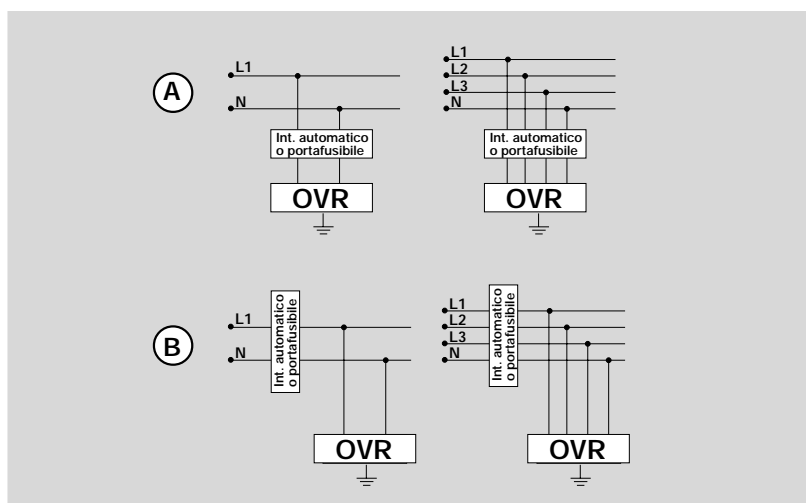 A
L1
N
Int. automatico
o portafusibile
OVR
L1
L2
L3
N
Int. automatico
o portafusibile
OVR
B
L1
N
Int. automatico
o portafusibile
OVR
L1
L2
L3
N
Int. automatico
o portafusibile
OVR